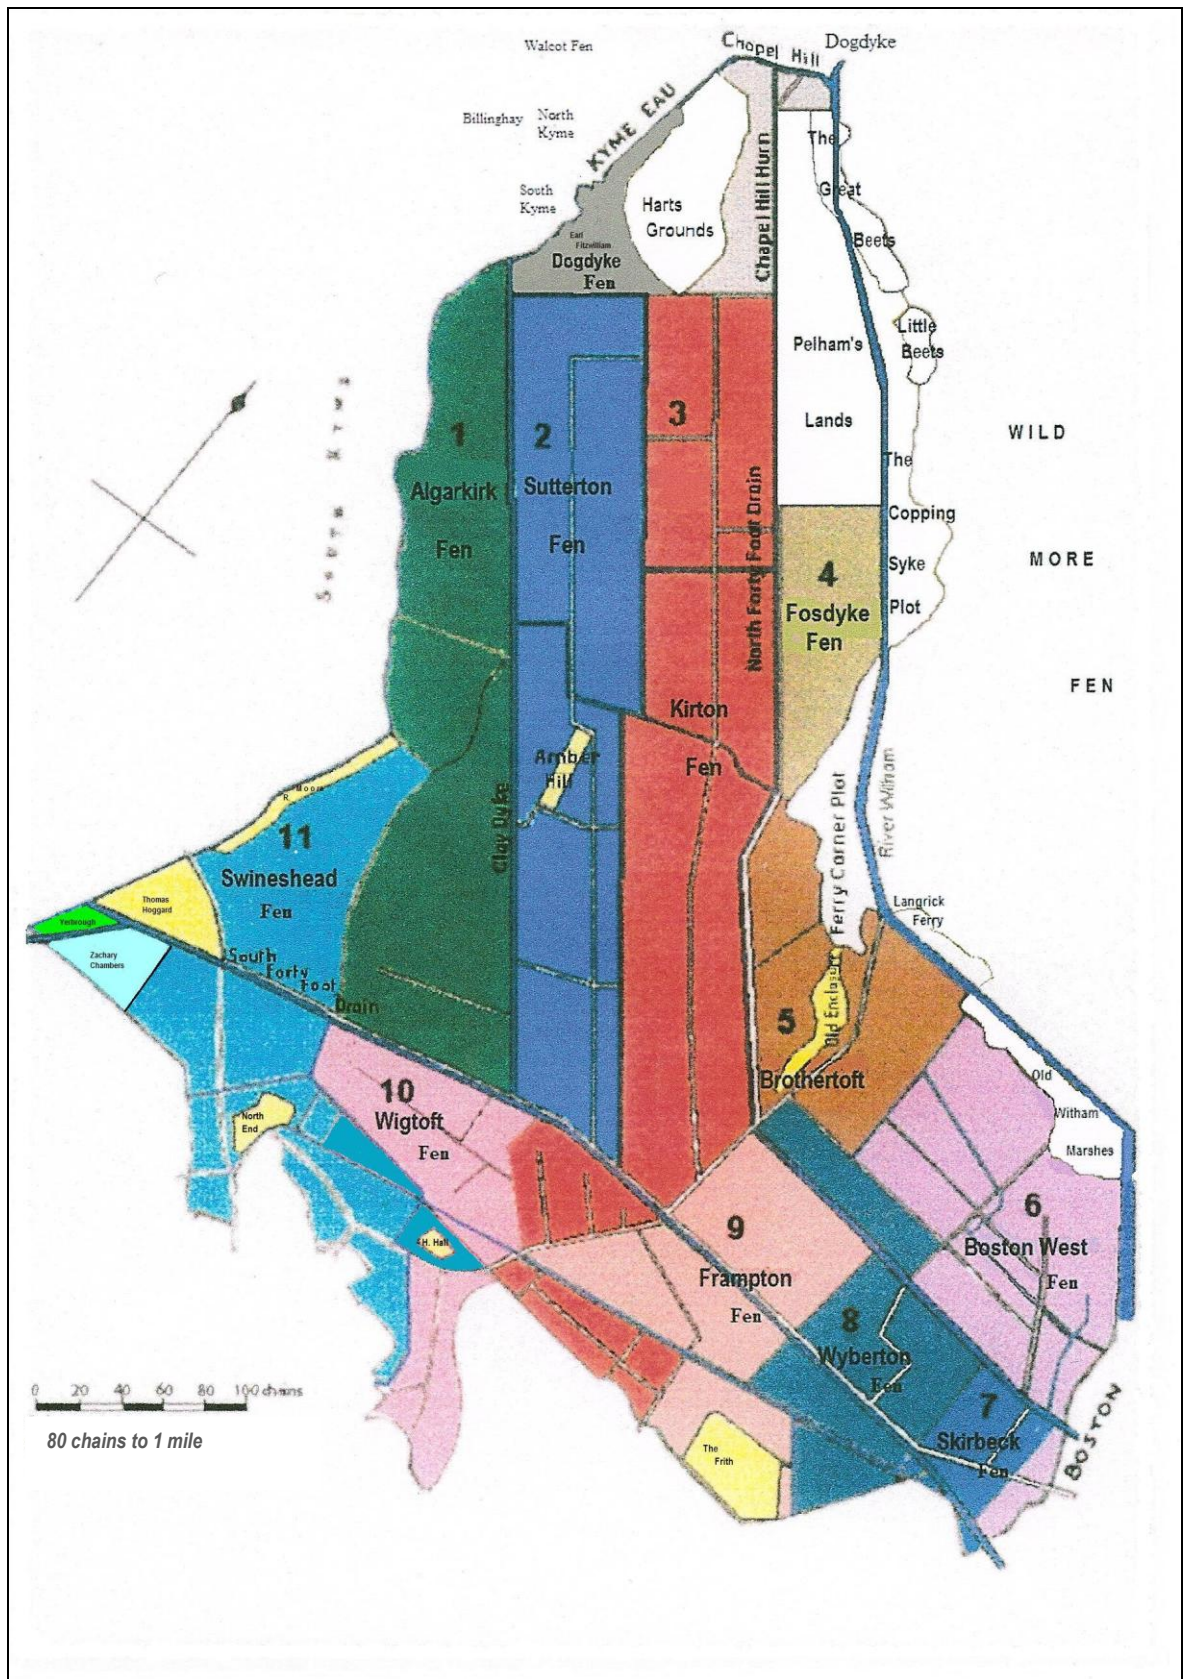 Walcot Fen
Chapel Hill
Dogdyke
Billinghay
North
Kyme
KYME EAU
South
Kyme
The
Great
Beets
Harts
Grounds
Chapel Hill Hurn
Earl
Fitzwilliam
Dogdyke
Fen
Little
Beets
Pelham's
Lands
1
Algarkirk
Fen
2
Sutterton
Fen
3
North Forty Foot Drain
The
Copping
Syke
Plot
WILD
MORE
FEN
SOUTH KYME
4
Fosdyke
Fen
Kirton
Fen
Amber
Hill
Clay Dyke
R. Moore
11
Swineshead
Fen
Thomas
Hoggard
Yerbrough
Zachary
Chambers
South
Forty
Foot
Drain
Ferry Corner Plot
River Witham
Langrick
Ferry
5
Old Enclosure
Brothertoft
Old
Witham
Marshes
10
Wigtoft
Fen
North
End
H. Hall
6
Boston West
Fen
9
Frampton
Fen
8
Wyberton
Fen
7
Skirbeck
Fen
BOSTON
The
Frith
0 20 40 60 80 100 chains
80 chains to 1 mile